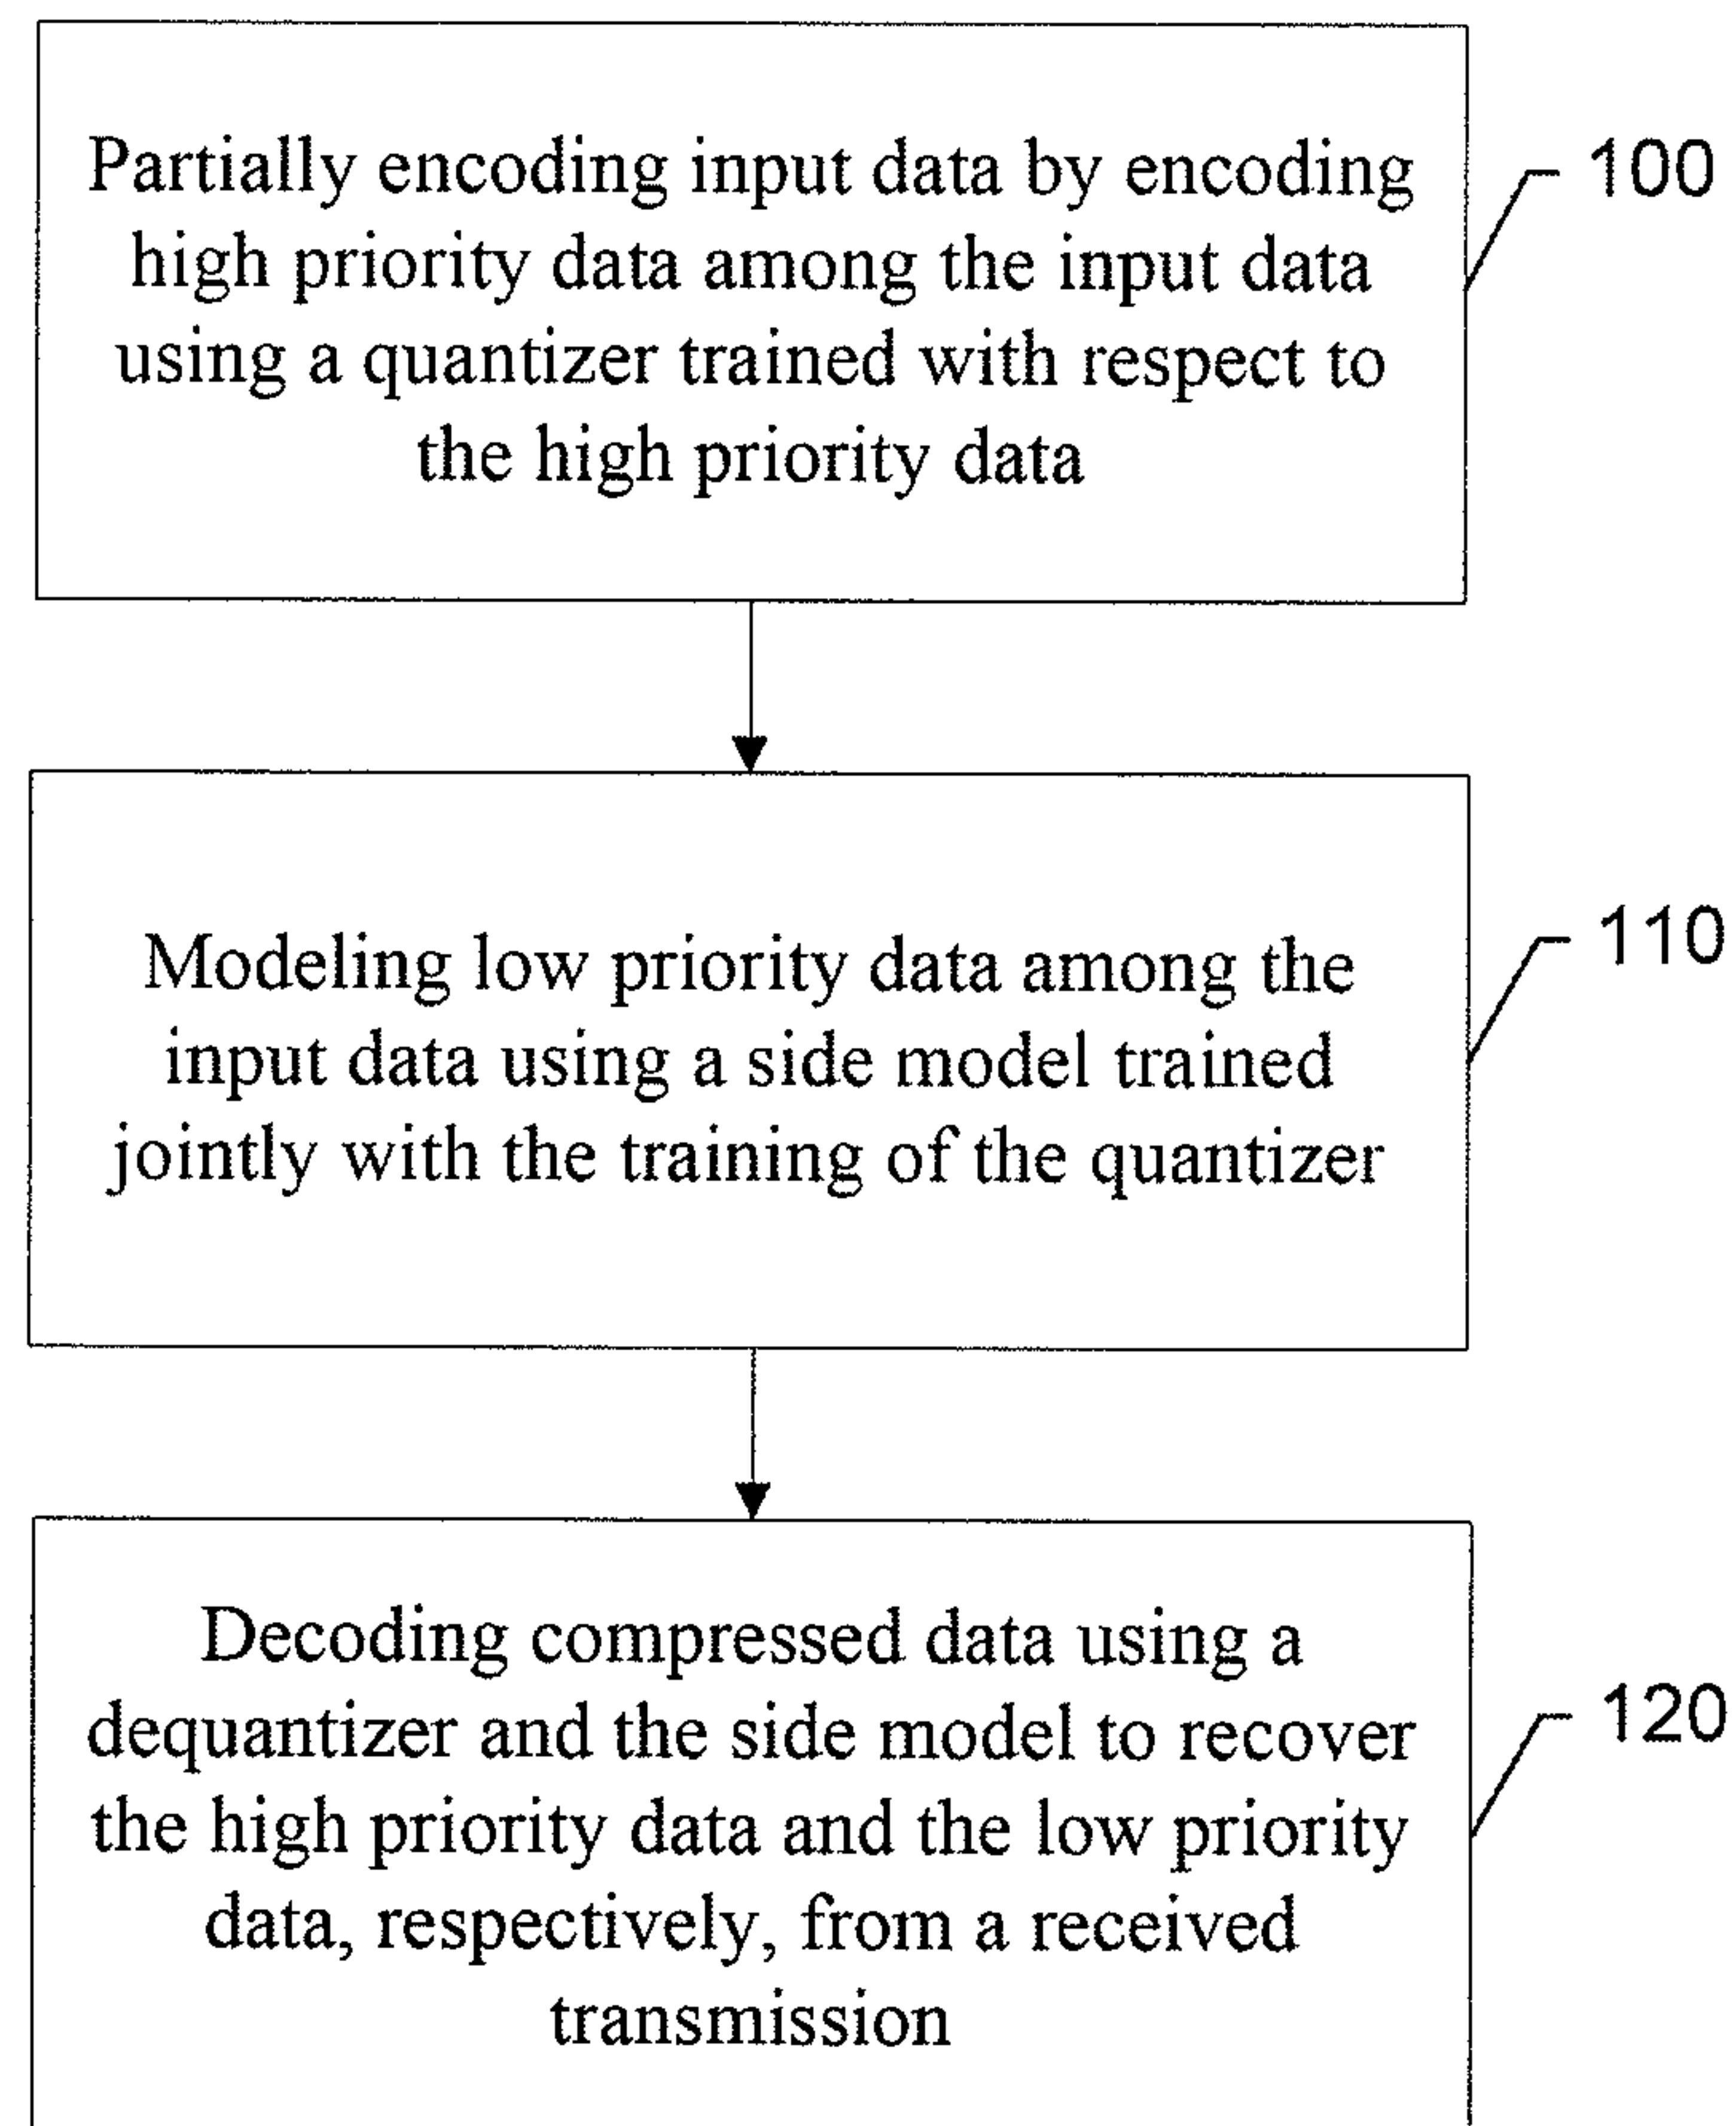 Partially encoding input data by encoding
high priority data among the input data
using a quantizer trained with respect to
the high priority data
100
Modeling low priority data among the
input data using a side model trained
jointly with the training of the quantizer
110
Decoding compressed data using a
dequantizer and the side model to recover
the high priority data and the low priority
data, respectively, from a received
transmission
120